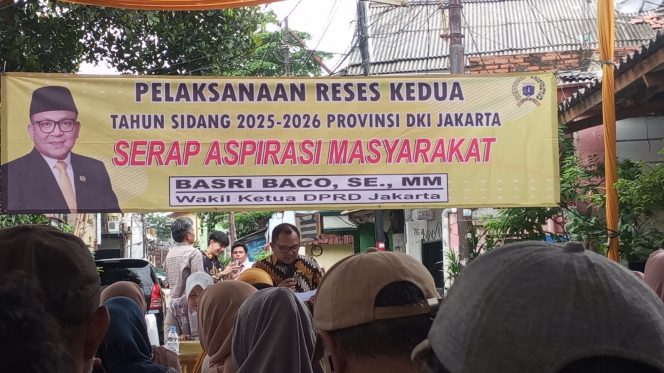 PELAKSANAAN RESES KEDUA
TAHUN SIDANG 2025-2026 PROVINSI DKI JAKARTA
SERAP ASPIRASI MASYARAKAT
BASRI BACO, SE., MM
Wakil Ketua DPRD Jakarta